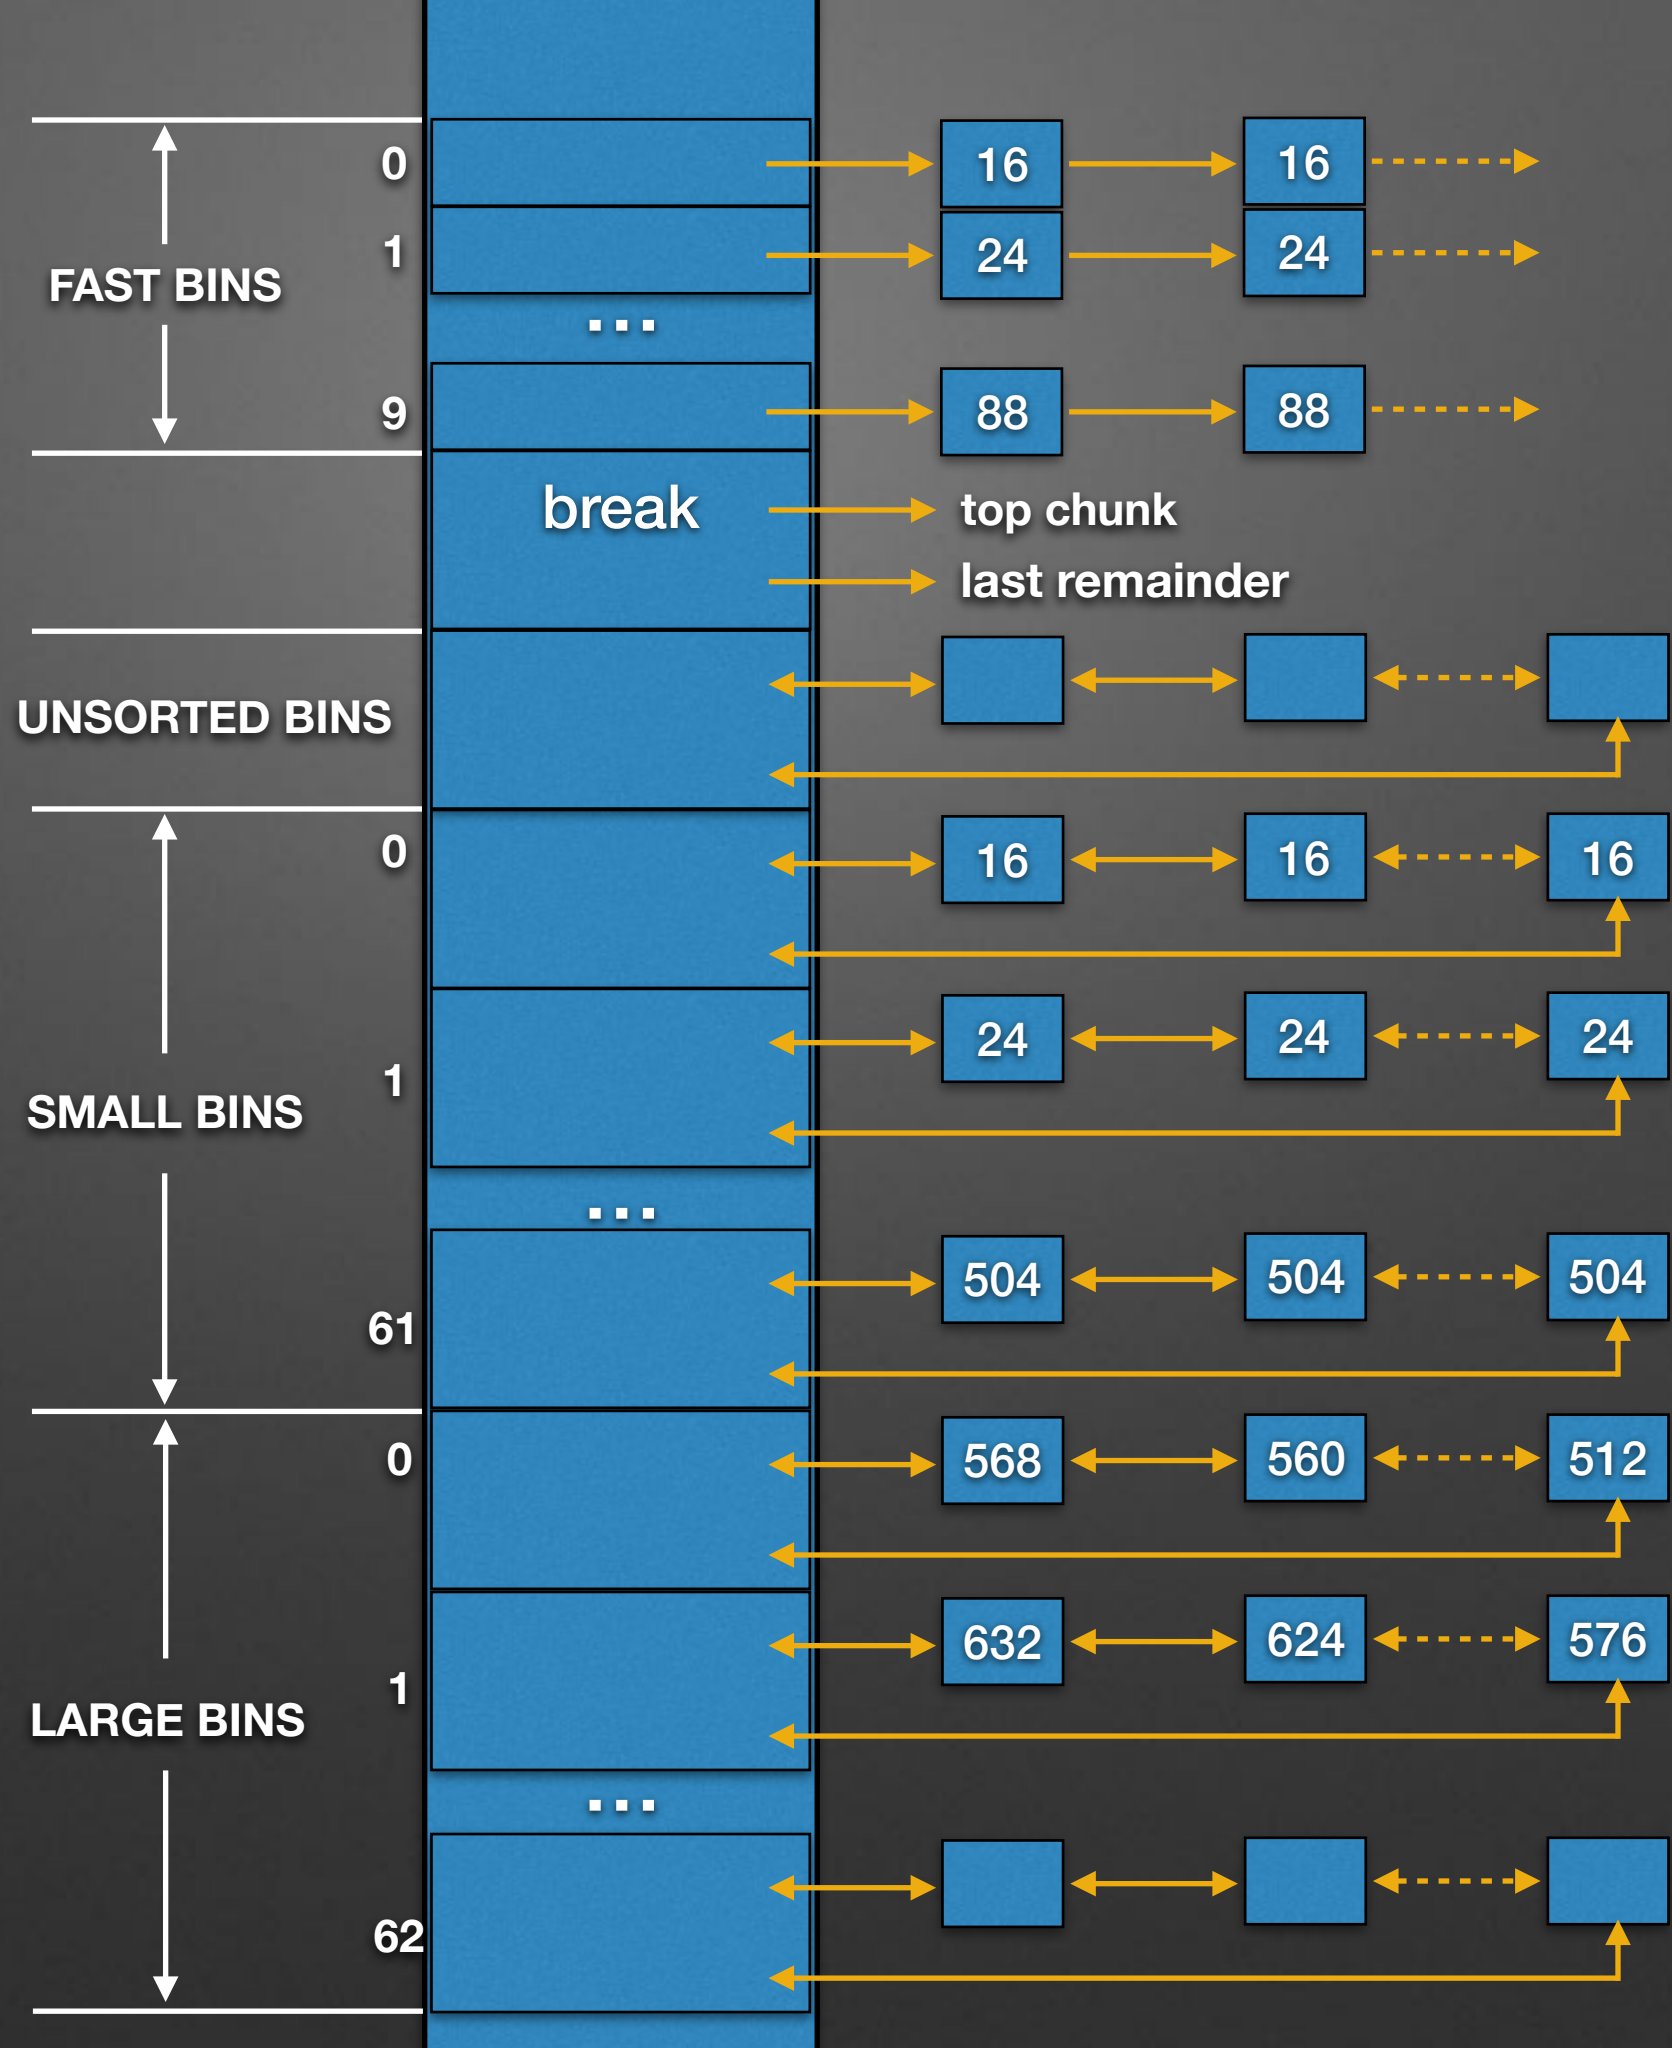 0 16 16
1 24 24
FAST BINS
...
9 88 88
break top chunk
last remainder
UNSORTED BINS
0 16 16 16
1 24 24 24
SMALL BINS
...
61 504 504 504
0 568 560 512
1 632 624 576
LARGE BINS
...
62